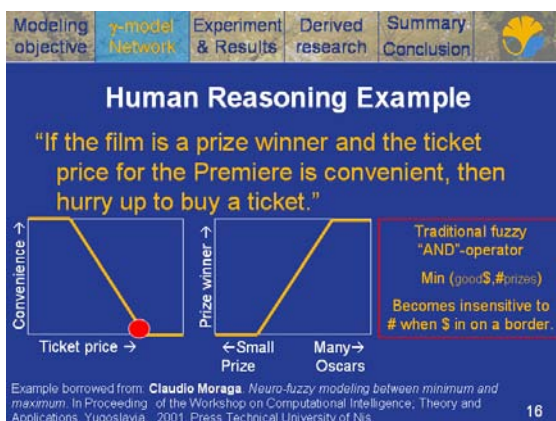 Modeling objective
γ-model Network
Experiment & Results
Derived research
Summary Conclusion
Human Reasoning Example
“If the film is a prize winner and the ticket
price for the Premiere is convenient, then
hurry up to buy a ticket.”
Convenience →
Ticket price →
Prize winner →
←Small
Prize
Many→
Oscars
Traditional fuzzy
“AND”-operator
Min (good$,#prizes)
Becomes insensitive to
# when $ in on a border.
Example borrowed from: Claudio Moraga. Neuro-fuzzy modeling between minimum and
maximum. In Proceeding of the Workshop on Computational Intelligence; Theory and
Applications, Yugoslavia, 2001, Press Technical University of Nis
16